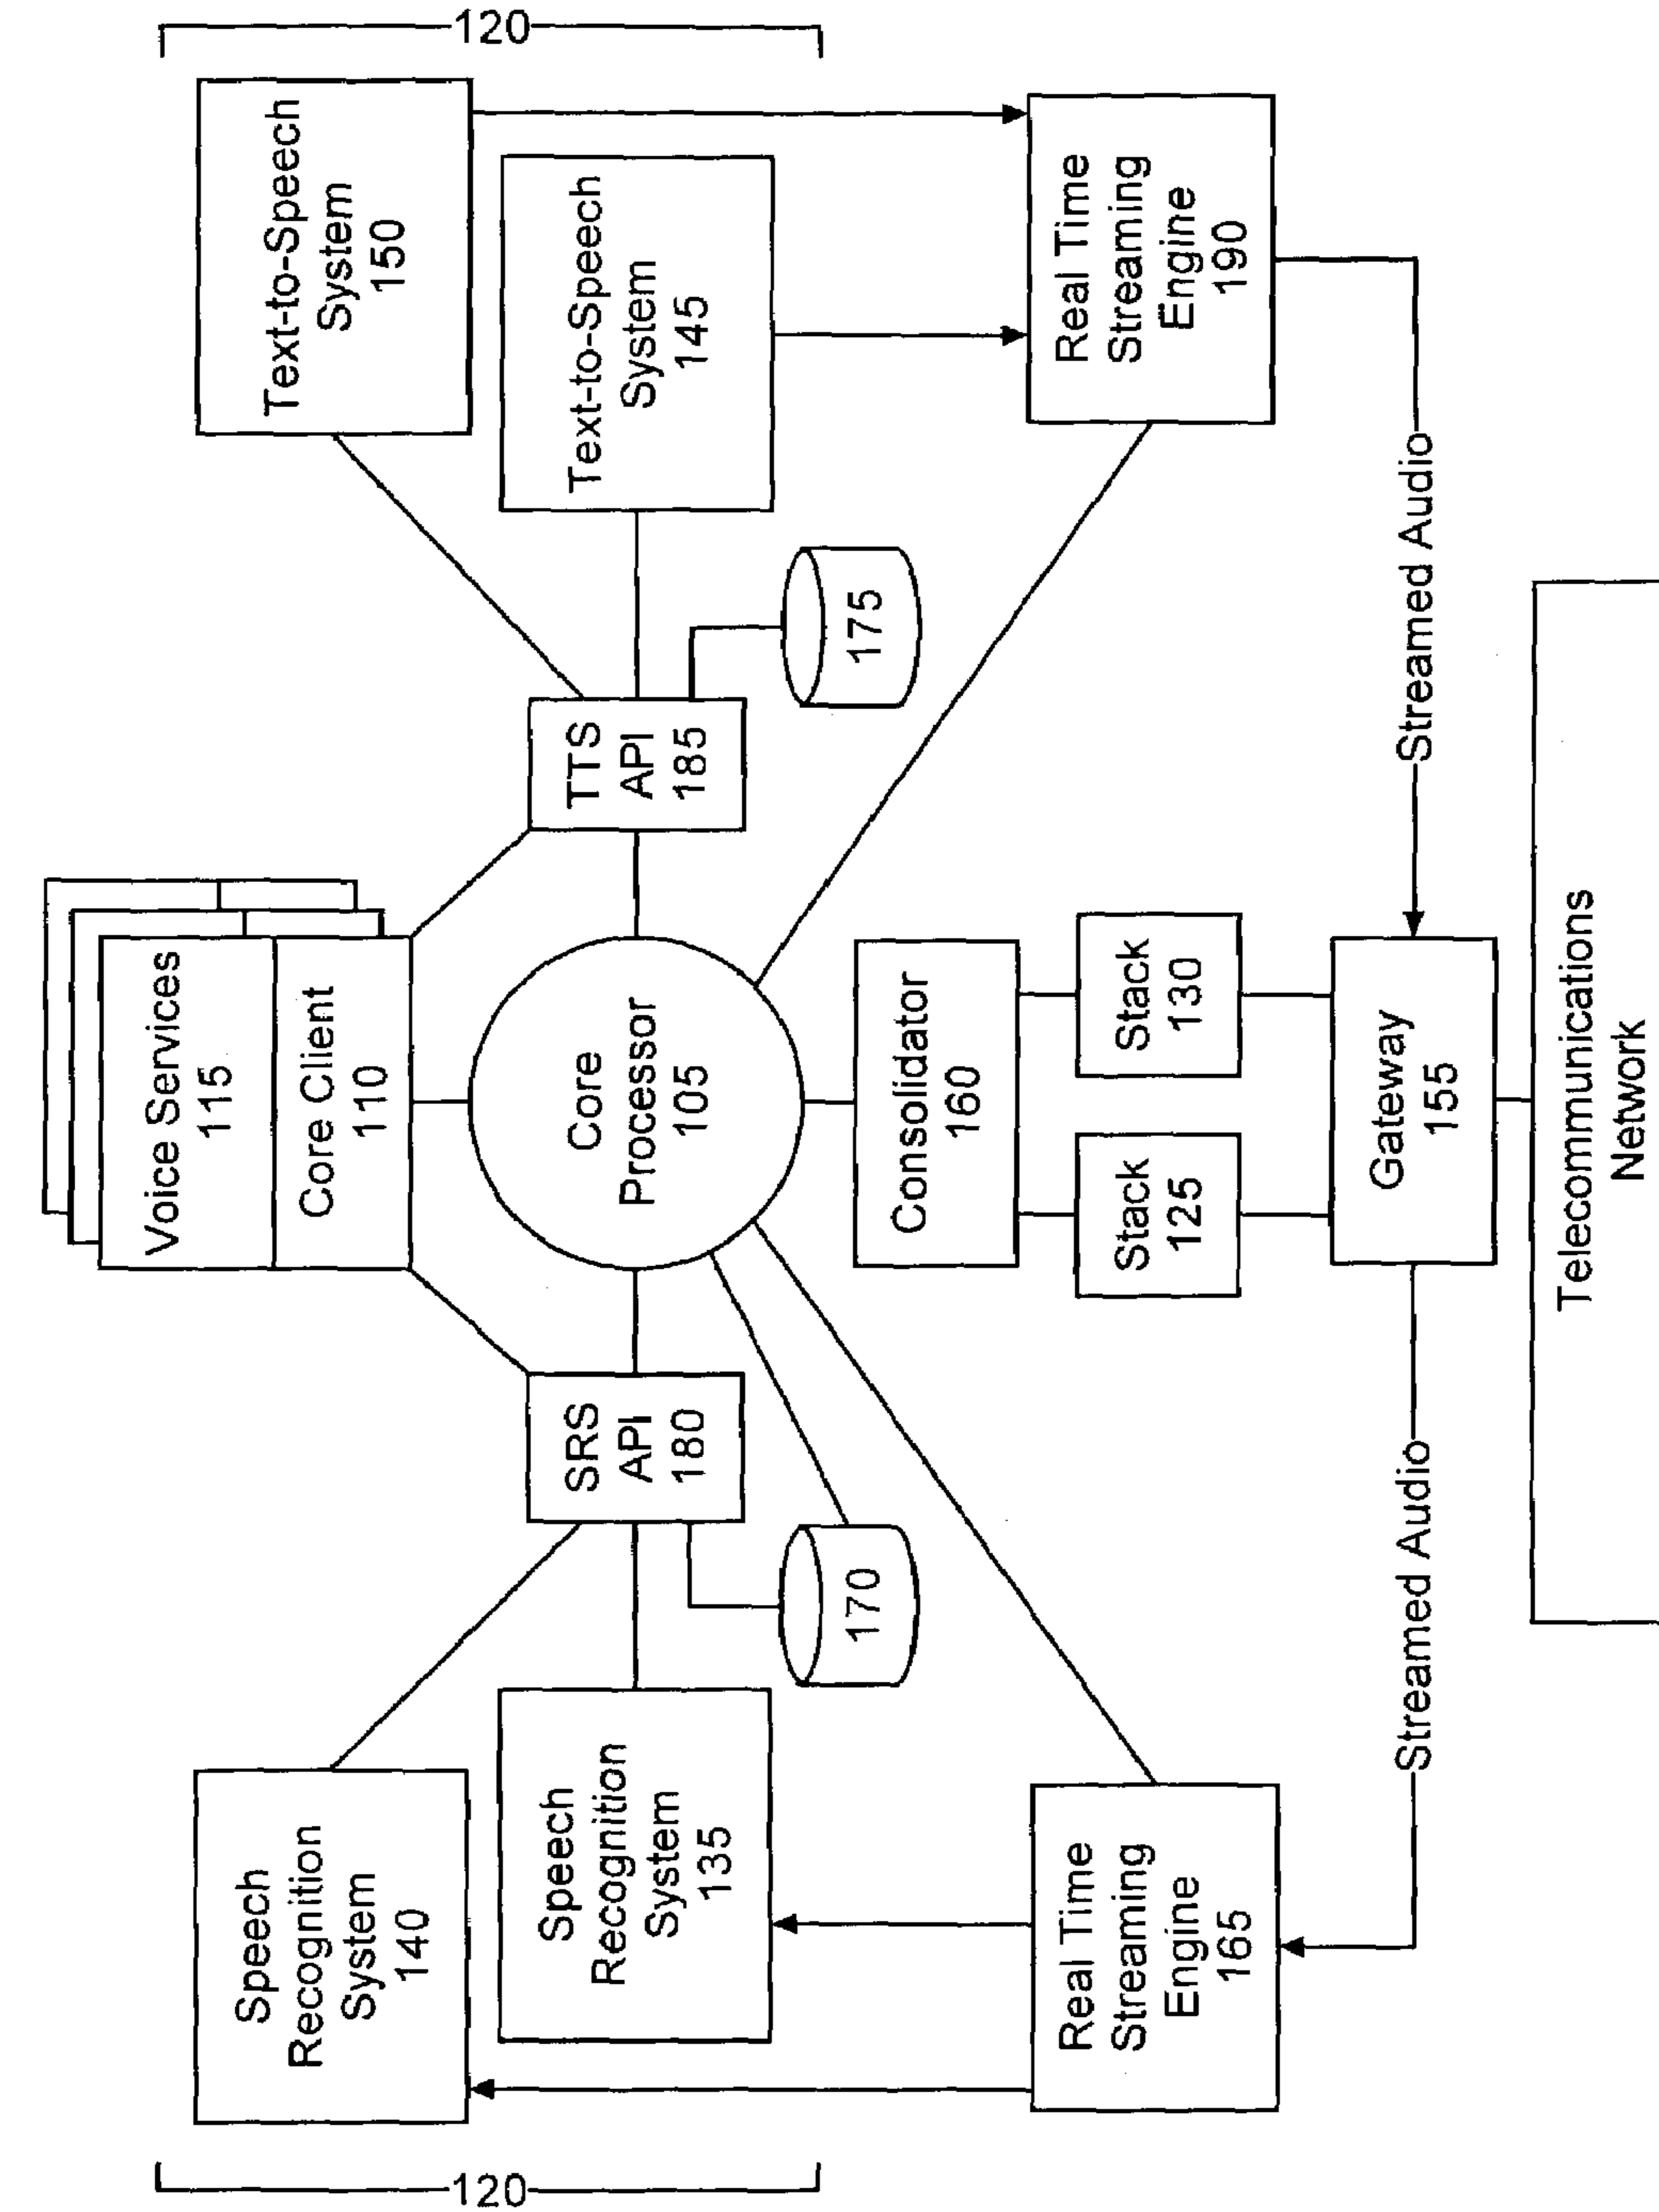 120
Speech
Recognition
System
140
Speech
Recognition
System
135
Real Time
Streaming
Engine
165
170
SRS
API
180
Voice Services
115
Core Client
110
Core
Processor
105
Consolidator
160
Stack
125
Stack
130
Gateway
155
Streamed Audio
Streamed Audio
Telecommunications
Network
TTS
API
185
175
Text-to-Speech
System
150
Text-to-Speech
System
145
Real Time
Streaming
Engine
190
120